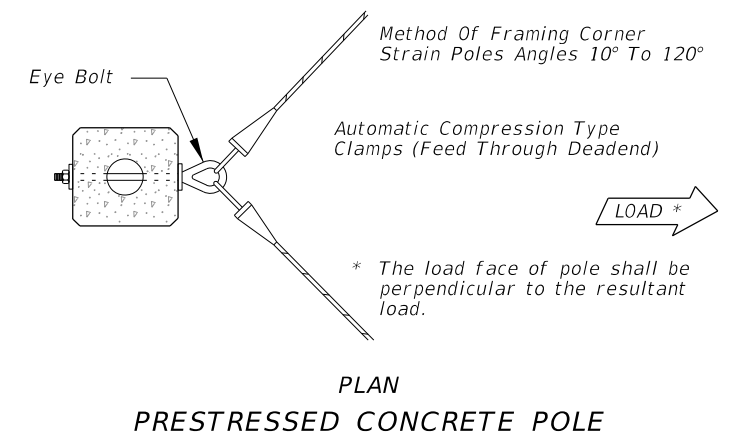 Method Of Framing Corner
Strain Poles Angles 10° To 120°
Eye Bolt
Automatic Compression Type
Clamps (Feed Through Deadend)
LOAD *
* The load face of pole shall be
perpendicular to the resultant
load.
PLAN
PRESTRESSED CONCRETE POLE